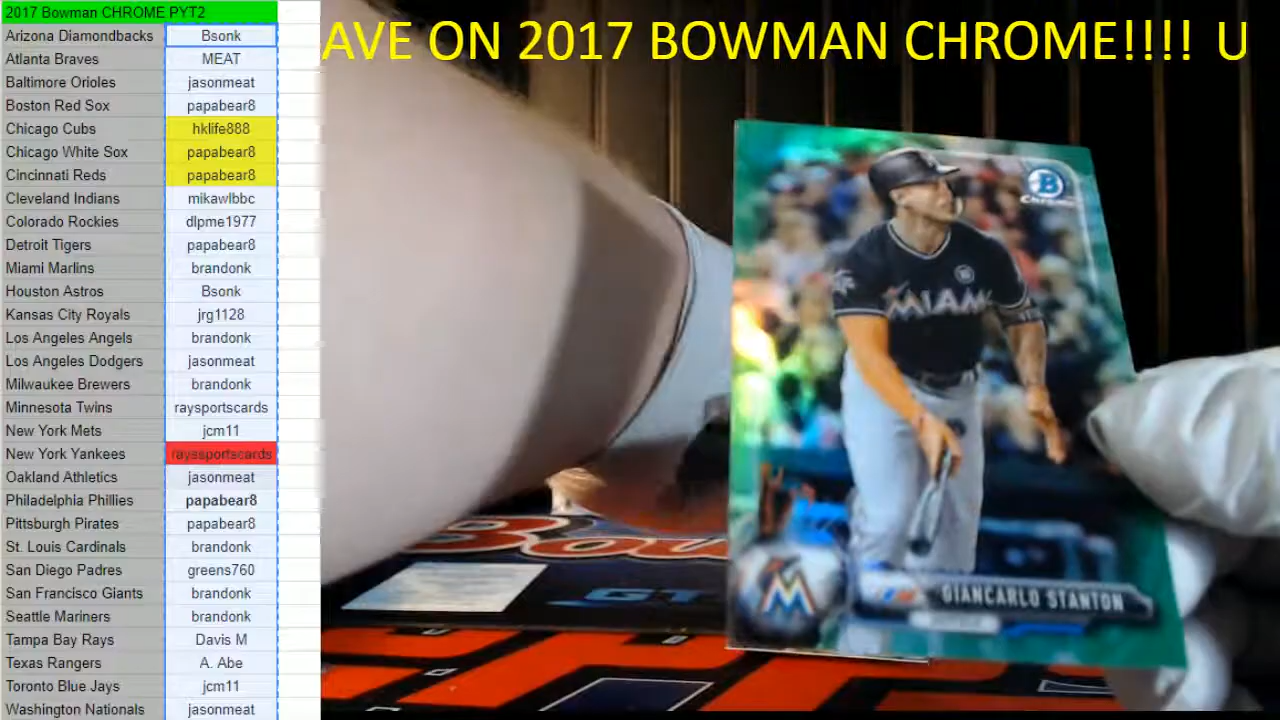 2017 Bowman CHROME PYT2
Arizona Diamondbacks Bsonk
Atlanta Braves MEAT
Baltimore Orioles jasonmeat
Boston Red Sox papabear8
Chicago Cubs hklife888
Chicago White Sox papabear8
Cincinnati Reds papabear8
Cleveland Indians mikawlbbc
Colorado Rockies dlpme1977
Detroit Tigers papabear8
Miami Marlins brandonk
Houston Astros Bsonk
Kansas City Royals jrg1128
Los Angeles Angels brandonk
Los Angeles Dodgers jasonmeat
Milwaukee Brewers brandonk
Minnesota Twins raysportscards
New York Mets jcm11
New York Yankees rayssportscards
Oakland Athletics jasonmeat
Philadelphia Phillies papabear8
Pittsburgh Pirates papabear8
St. Louis Cardinals brandonk
San Diego Padres greens760
San Francisco Giants brandonk
Seattle Mariners brandonk
Tampa Bay Rays Davis M
Texas Rangers A. Abe
Toronto Blue Jays jcm11
Washington Nationals jasonmeat
AVE ON 2017 BOWMAN CHROME!!!! U
B
Chrome
MIAMI
GIANCARLO STANTON